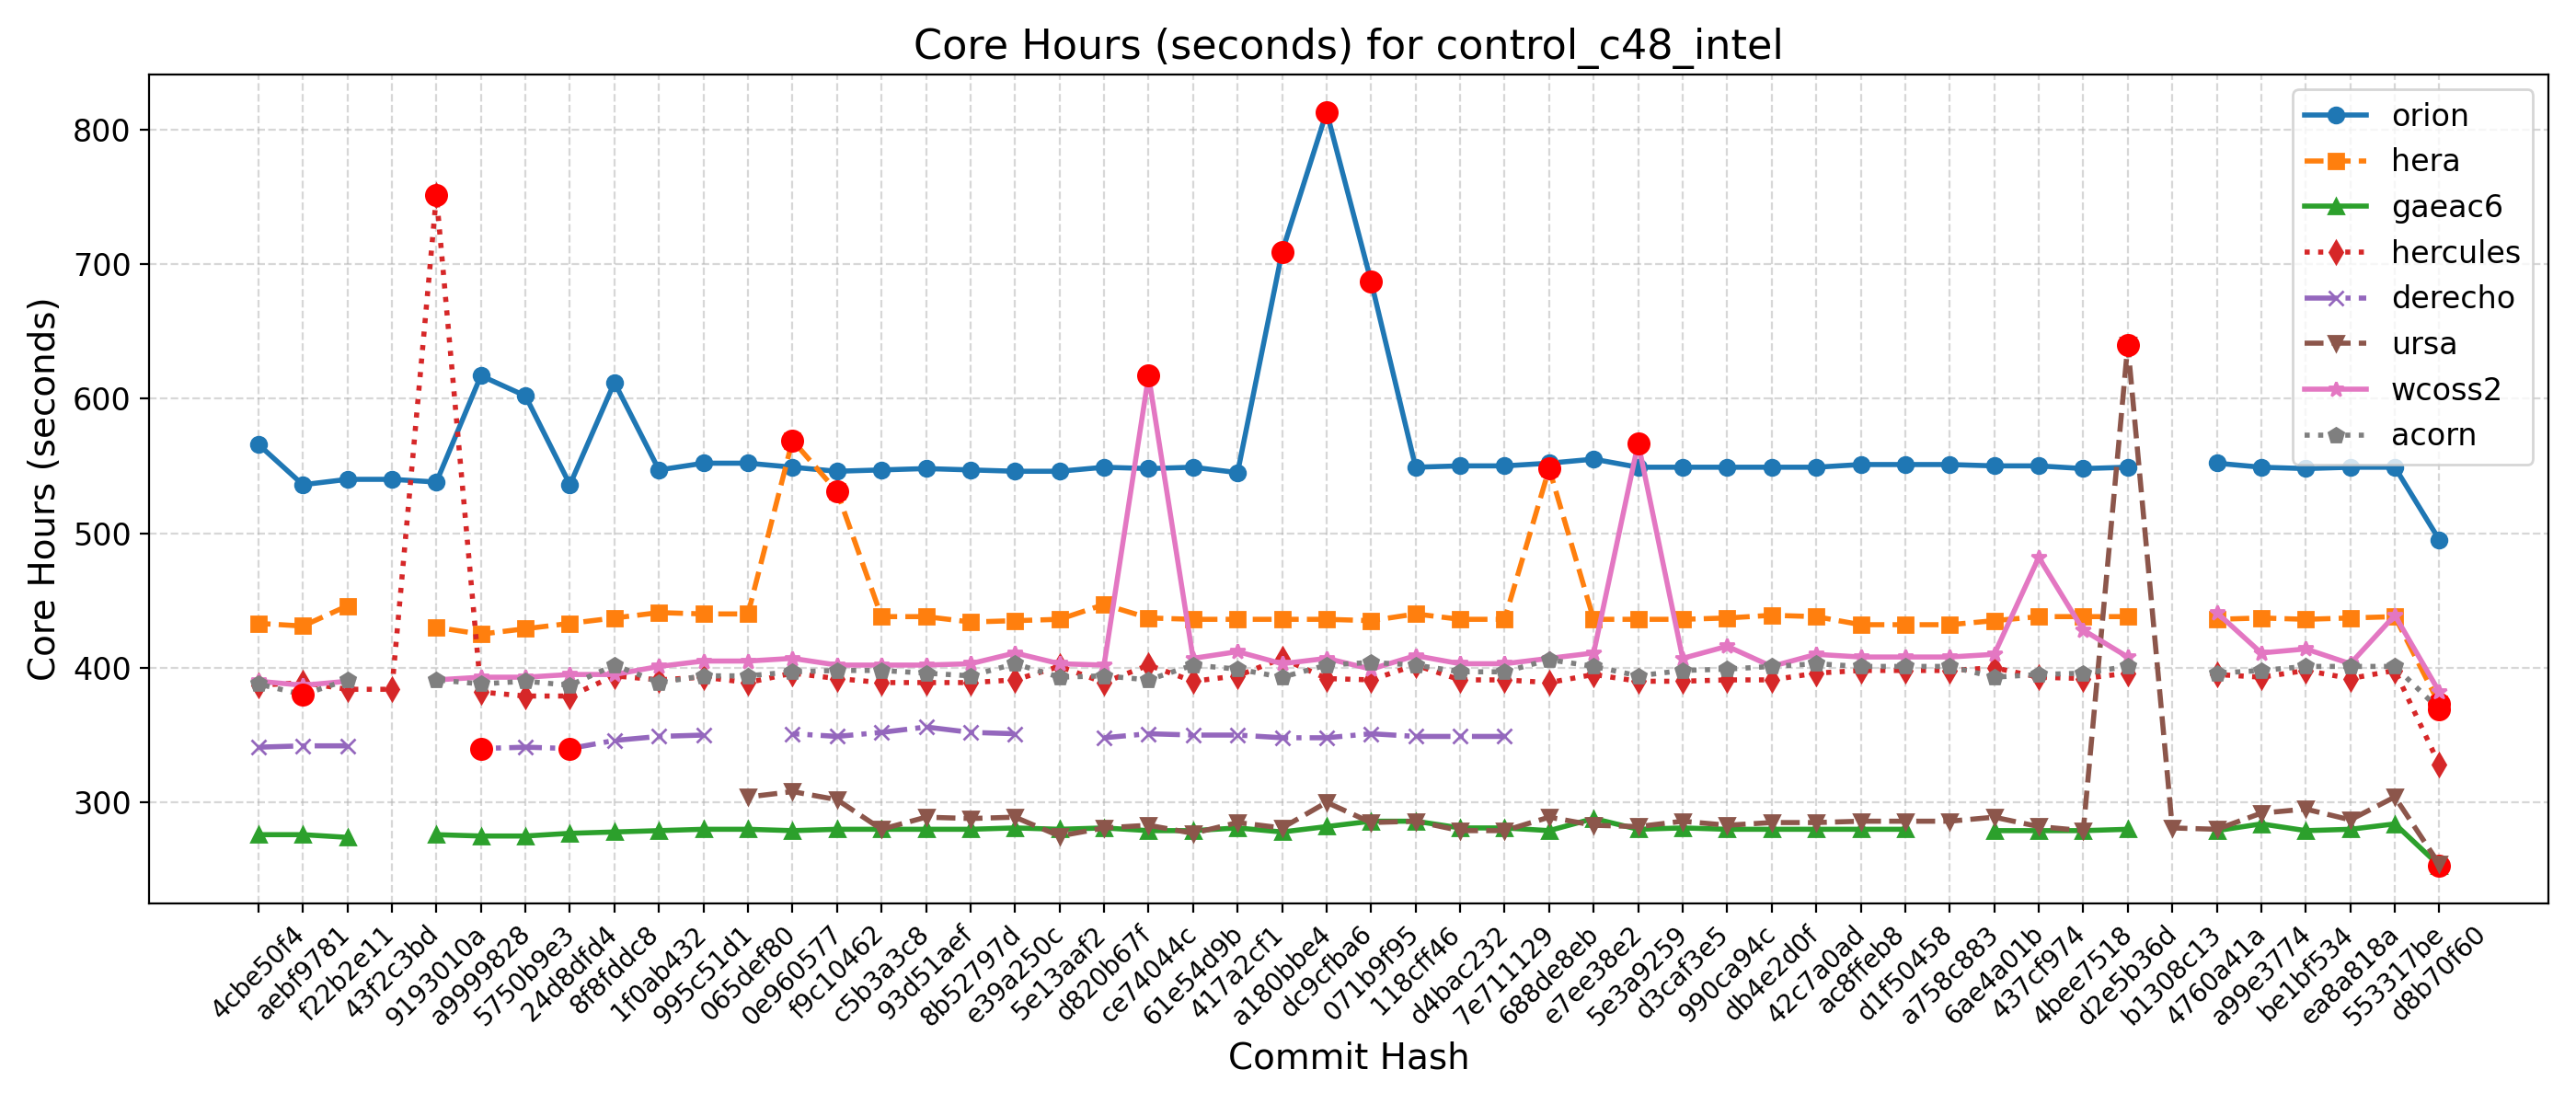 Core Hours (seconds) for control_c48_intel
Core Hours (seconds)
800
700
600
500
400
300
orion
hera
gaeac6
hercules
derecho
ursa
wcoss2
acorn
4cbe50f4
aebf9781
f22b2e11
43f2c3bd
9193010a
a9999828
5750b9e3
24d8dfd4
8f8fddc8
1f0ab432
995c51d1
065def80
0e960577
f9c10462
c5b3a3c8
93d51aef
8b52797d
e39a250c
5e13aaf2
d820b67f
ce74044c
61e54d9b
417a2cf1
a180bbe4
dc9cfba6
071b9f95
118cff46
d4bac232
7e711129
688de8eb
e7ee38e2
5e3a9259
d3caf3e5
990ca94c
db4e2d0f
42c7a0ad
ac8ffeb8
d1f50458
a758c883
6ae4a01b
437cf974
4bee7518
d2e5b36d
b1308c13
4760a41a
a99e3774
be1bf534
ea8a818a
553317be
d8b70f60
Commit Hash